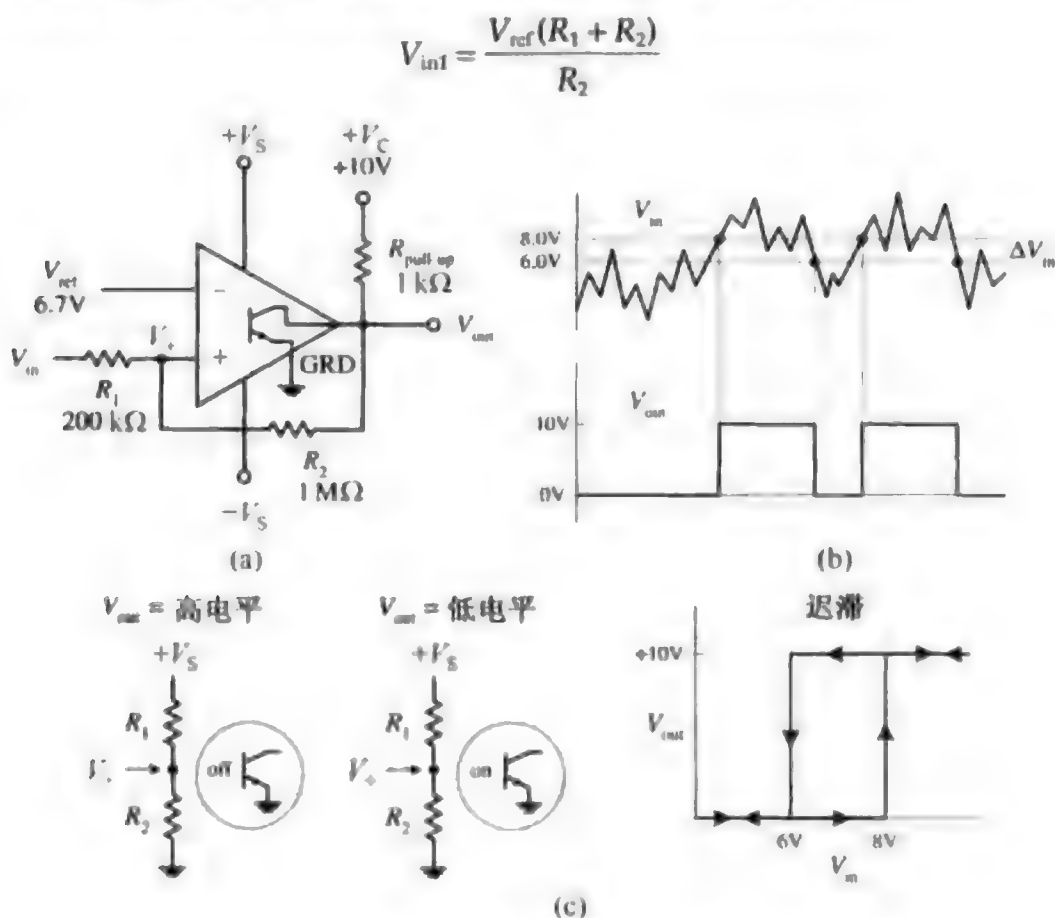 V_in1 = V_ref(R_1 + R_2) / R_2
+V_S
+V_C
+10V
R_pull-up
1 kΩ
V_ref
6.7V
−
V_+
V_in
+
GRD
V_out
R_1
200 kΩ
R_2
1 MΩ
−V_S
(a)
V_in
8.0V
6.0V
ΔV_in
V_out
10V
0V
(b)
V_out = 高电平
+V_S
R_1
V_+
off
R_2
V_out = 低电平
+V_S
R_1
V_+
on
R_2
迟滞
+10V
V_out
6V
8V
V_in
(c)